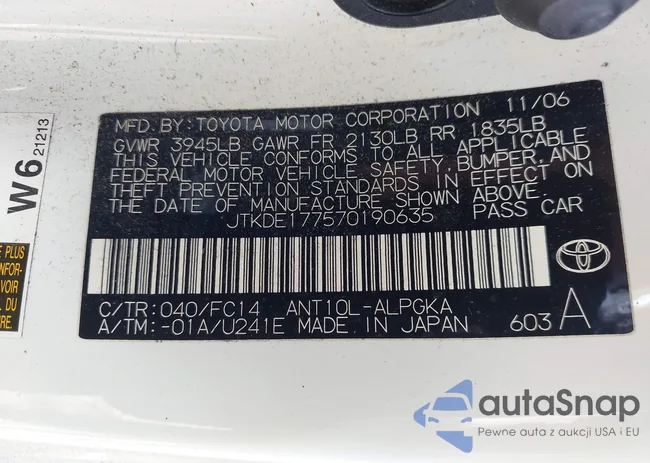 MFD. BY: TOYOTA MOTOR CORPORATION 11/06
GVWR 3945LB GAWR FR 2130LB RR 1835LB
THIS VEHICLE CONFORMS TO ALL APPLICABLE
FEDERAL MOTOR VEHICLE SAFETY, BUMPER, AND
THEFT PREVENTION STANDARDS IN EFFECT ON
THE DATE OF MANUFACTURE SHOWN ABOVE.
JTKDE177570190635 PASS CAR
C/TR: 040/FC14 ANT10L-ALPGKA
A/TM: -01A/U241E MADE IN JAPAN
603 A
W6 21213
E PLUS
autaSnap
Pewne auta z aukcji USA i EU